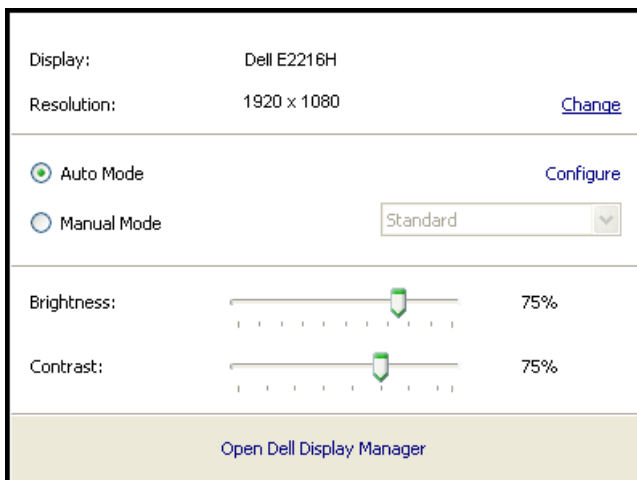 Display: Dell E2216H
Resolution: 1920 x 1080 Change
Auto Mode Configure
Manual Mode Standard
Brightness: 75%
Contrast: 75%
Open Dell Display Manager